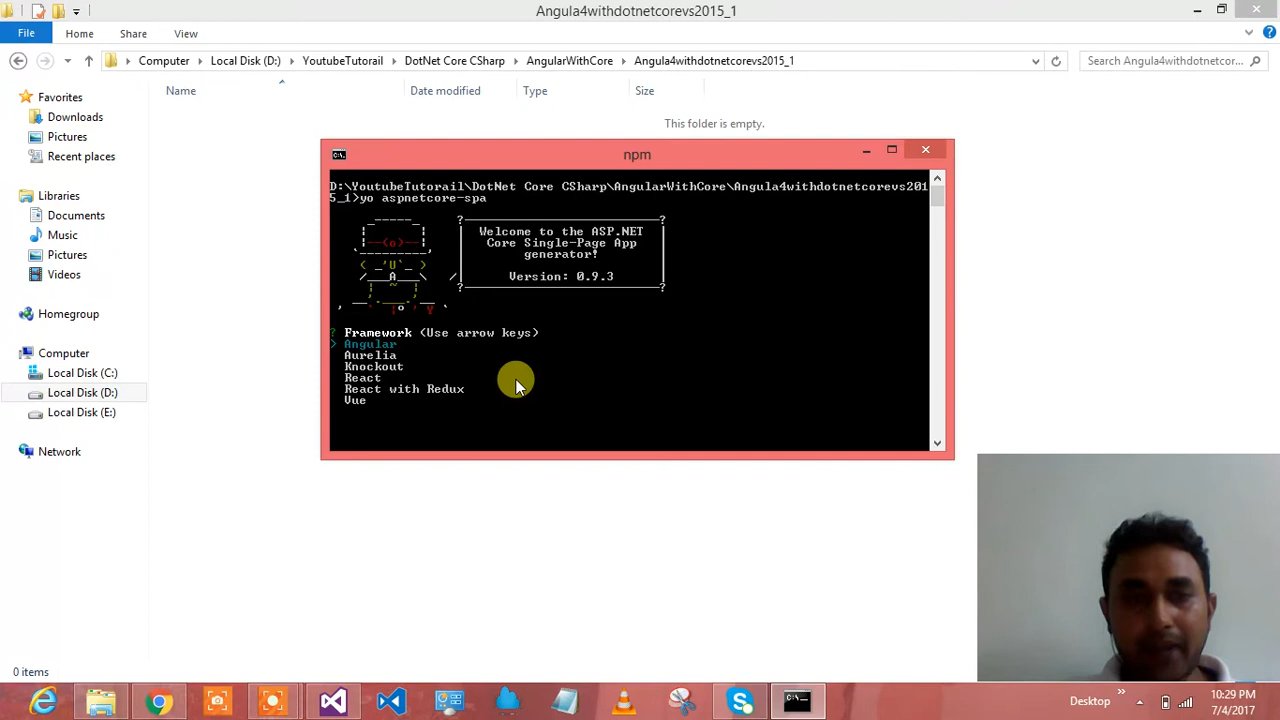 Angula4withdotnetcorevs2015_1
File Home Share View
Computer Local Disk (D:) YoutubeTutorail DotNet Core CSharp AngularWithCore Angula4withdotnetcorevs2015_1
Search Angula4withdotnetcor...
Name Date modified Type Size
This folder is empty.
Favorites
Downloads
Pictures
Recent places
Libraries
Documents
Music
Pictures
Videos
Homegroup
Computer
Local Disk (C:)
Local Disk (D:)
Local Disk (E:)
Network
npm
D:\YoutubeTutorail\DotNet Core CSharp\AngularWithCore\Angula4withdotnetcorevs201
5_1>yo aspnetcore-spa
Welcome to the ASP.NET
Core Single-Page App
generator!
Version: 0.9.3
? Framework (Use arrow keys)
> Angular
Aurelia
Knockout
React
React with Redux
Vue
0 items
Desktop
10:29 PM
7/4/2017